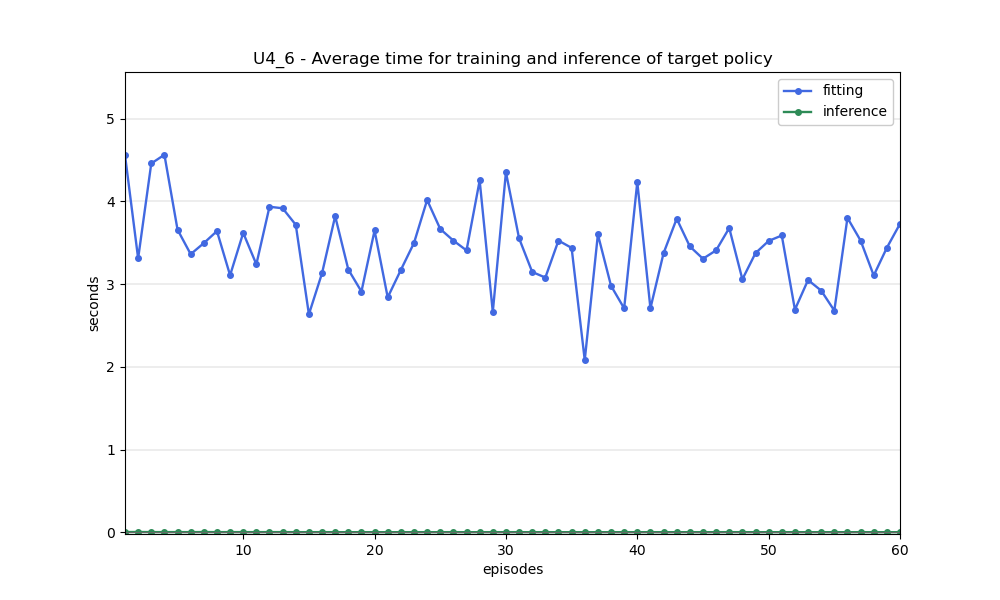 U4_6 - Average time for training and inference of target policy
fitting
inference
seconds
5
4
3
2
1
0
10 20 30 40 50 60
episodes